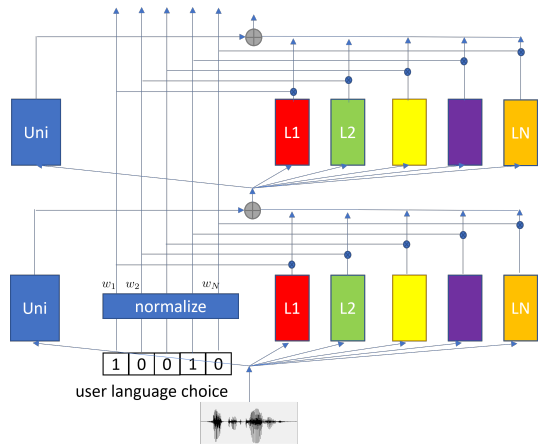 Uni L1 L2 LN
w1 w2 wN
Uni normalize L1 L2 LN
1 0 0 1 0
user language choice